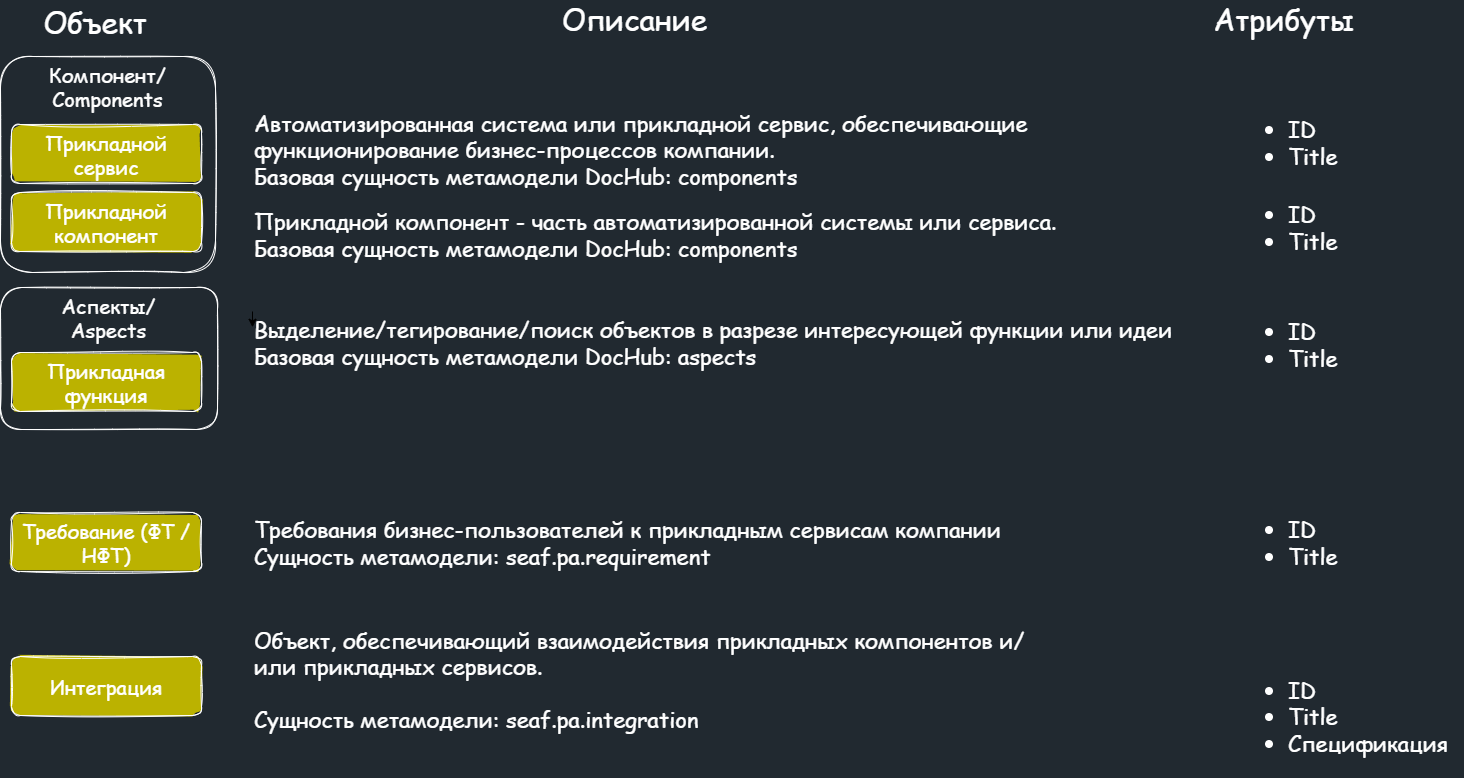 Объект
Описание
Атрибуты
Компонент/
Components
Прикладной
сервис
Автоматизированная система или прикладной сервис, обеспечивающие
функционирование бизнес-процессов компании.
Базовая сущность метамодели DocHub: components
• ID
• Title
Прикладной
компонент
Прикладной компонент - часть автоматизированной системы или сервиса.
Базовая сущность метамодели DocHub: components
• ID
• Title
Аспекты/
Aspects
Прикладная
функция
Выделение/тегирование/поиск объектов в разрезе интересующей функции или идеи
Базовая сущность метамодели DocHub: aspects
• ID
• Title
Требование (ФТ /
НФТ)
Требования бизнес-пользователей к прикладным сервисам компании
Сущность метамодели: seaf.pa.requirement
• ID
• Title
Интеграция
Объект, обеспечивающий взаимодействия прикладных компонентов и/
или прикладных сервисов.
Сущность метамодели: seaf.pa.integration
• ID
• Title
• Спецификация